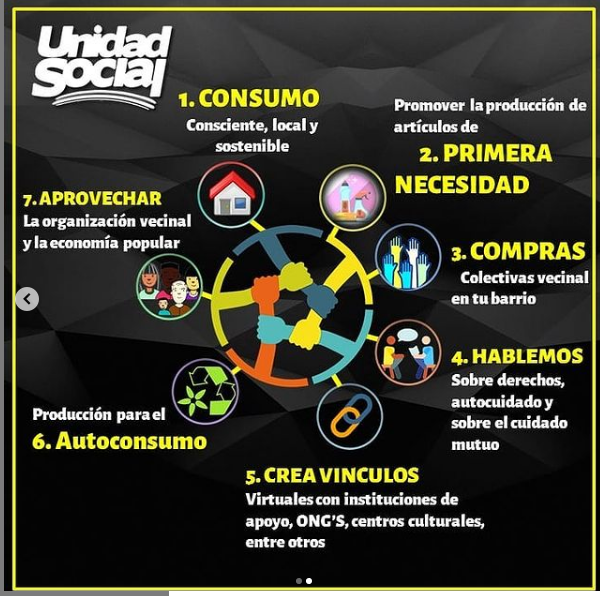 Unidad
Social
1. CONSUMO
Consciente, local y
sostenible
Promover la producción de
artículos de
2. PRIMERA
NECESIDAD
3. COMPRAS
Colectivas vecinal
en tu barrio
4. HABLEMOS
Sobre derechos,
autocuidado y
sobre el cuidado
mutuo
5. CREA VINCULOS
Virtuales con instituciones de
apoyo, ONG'S, centros culturales,
entre otros
Producción para el
6. Autoconsumo
7. APROVECHAR
La organización vecinal
y la economía popular